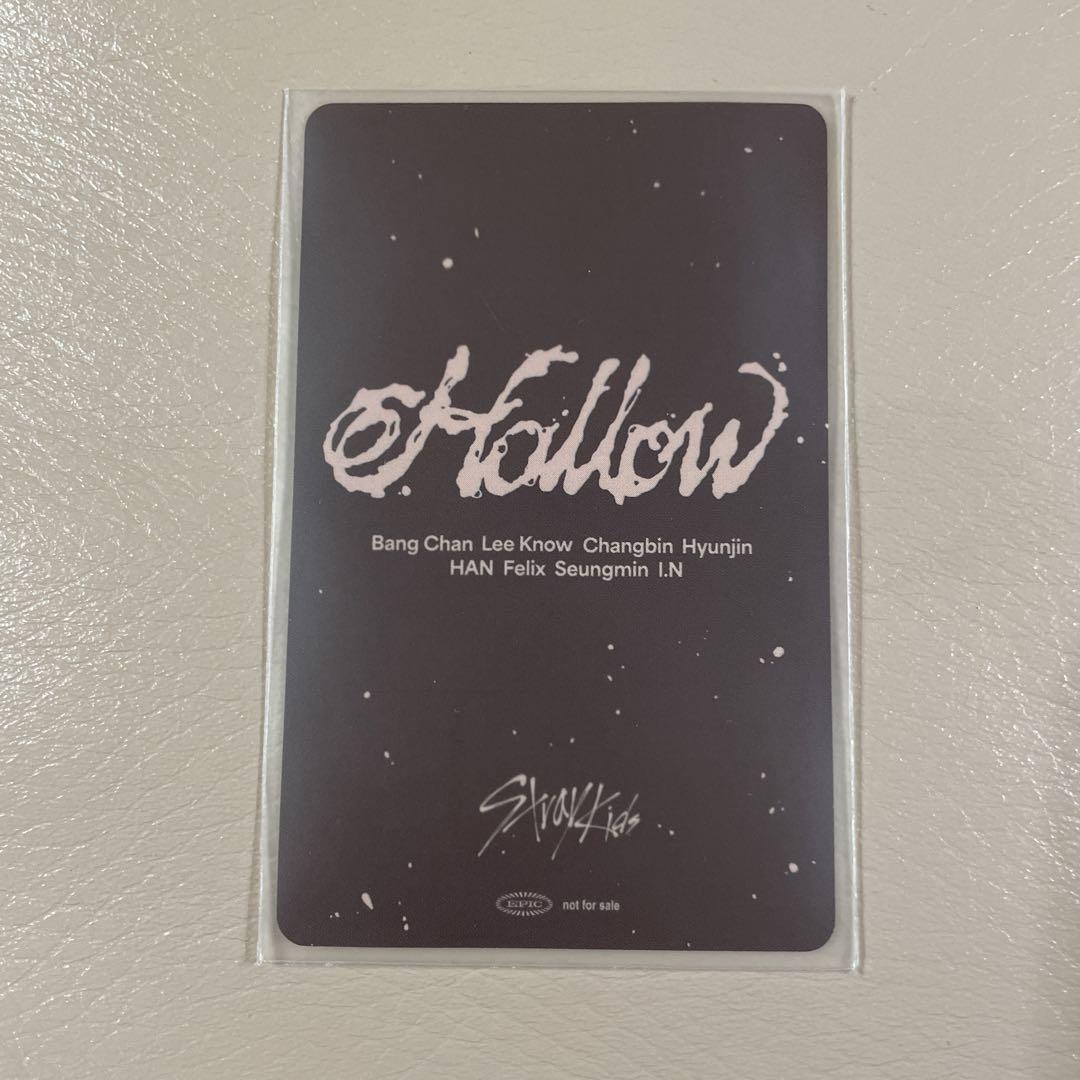 Hollow
Bang Chan Lee Know Changbin Hyunjin
HAN Felix Seungmin I.N
Stray Kids
EPIC not for sale